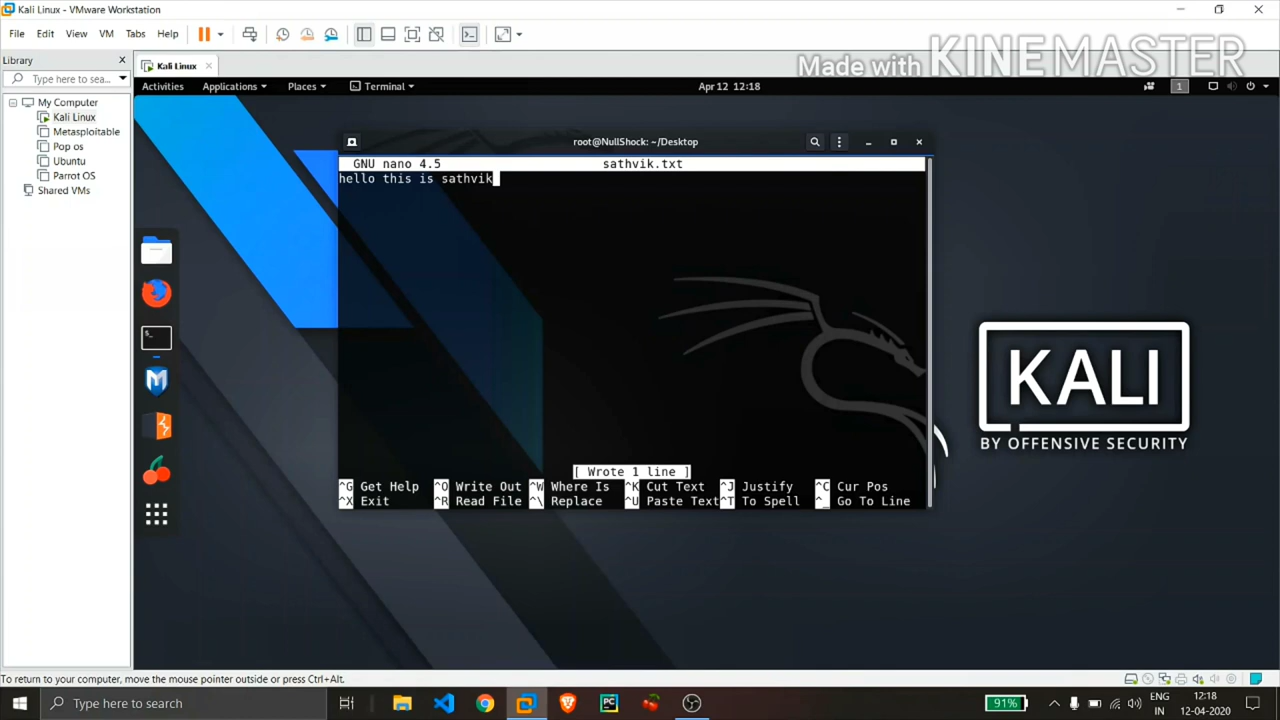 Kali Linux - VMware Workstation
File Edit View VM Tabs Help
Made with KINEMASTER
Library
Kali Linux
Type here to sea...
Activities Applications Places Terminal Apr 12 12:18 1
My Computer
Kali Linux
Metasploitable
Pop os
Ubuntu
Parrot OS
Shared VMs
root@NullShock: ~/Desktop
GNU nano 4.5 sathvik.txt
hello this is sathvik
KALI
BY OFFENSIVE SECURITY
[ Wrote 1 line ]
^G Get Help ^O Write Out ^W Where Is ^K Cut Text ^J Justify ^C Cur Pos
^X Exit ^R Read File ^\ Replace ^U Paste Text ^T To Spell ^_ Go To Line
To return to your computer, move the mouse pointer outside or press Ctrl+Alt.
Type here to search
PC
91%
ENG
IN
12:18
12-04-2020